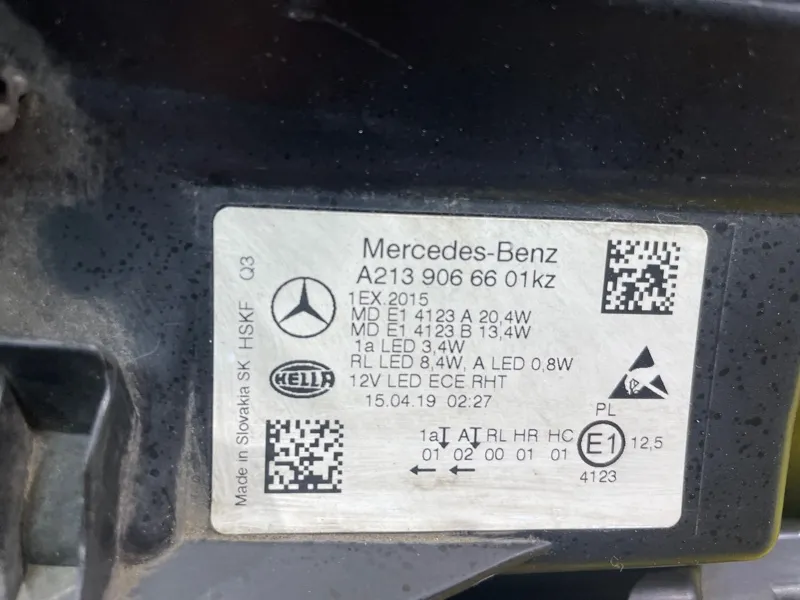 Mercedes-Benz
A213 906 66 01kz
1EX.2015
MD E1 4123 A 20,4W
MD E1 4123 B 13,4W
1a LED 3,4W
RL LED 8,4W, A LED 0,8W
12V LED ECE RHT
15.04.19 02:27
HELLA
Made in Slovakia SK HSKF Q3
PL
1a A RL HR HC
01 02 00 01 01
E1 12,5
4123